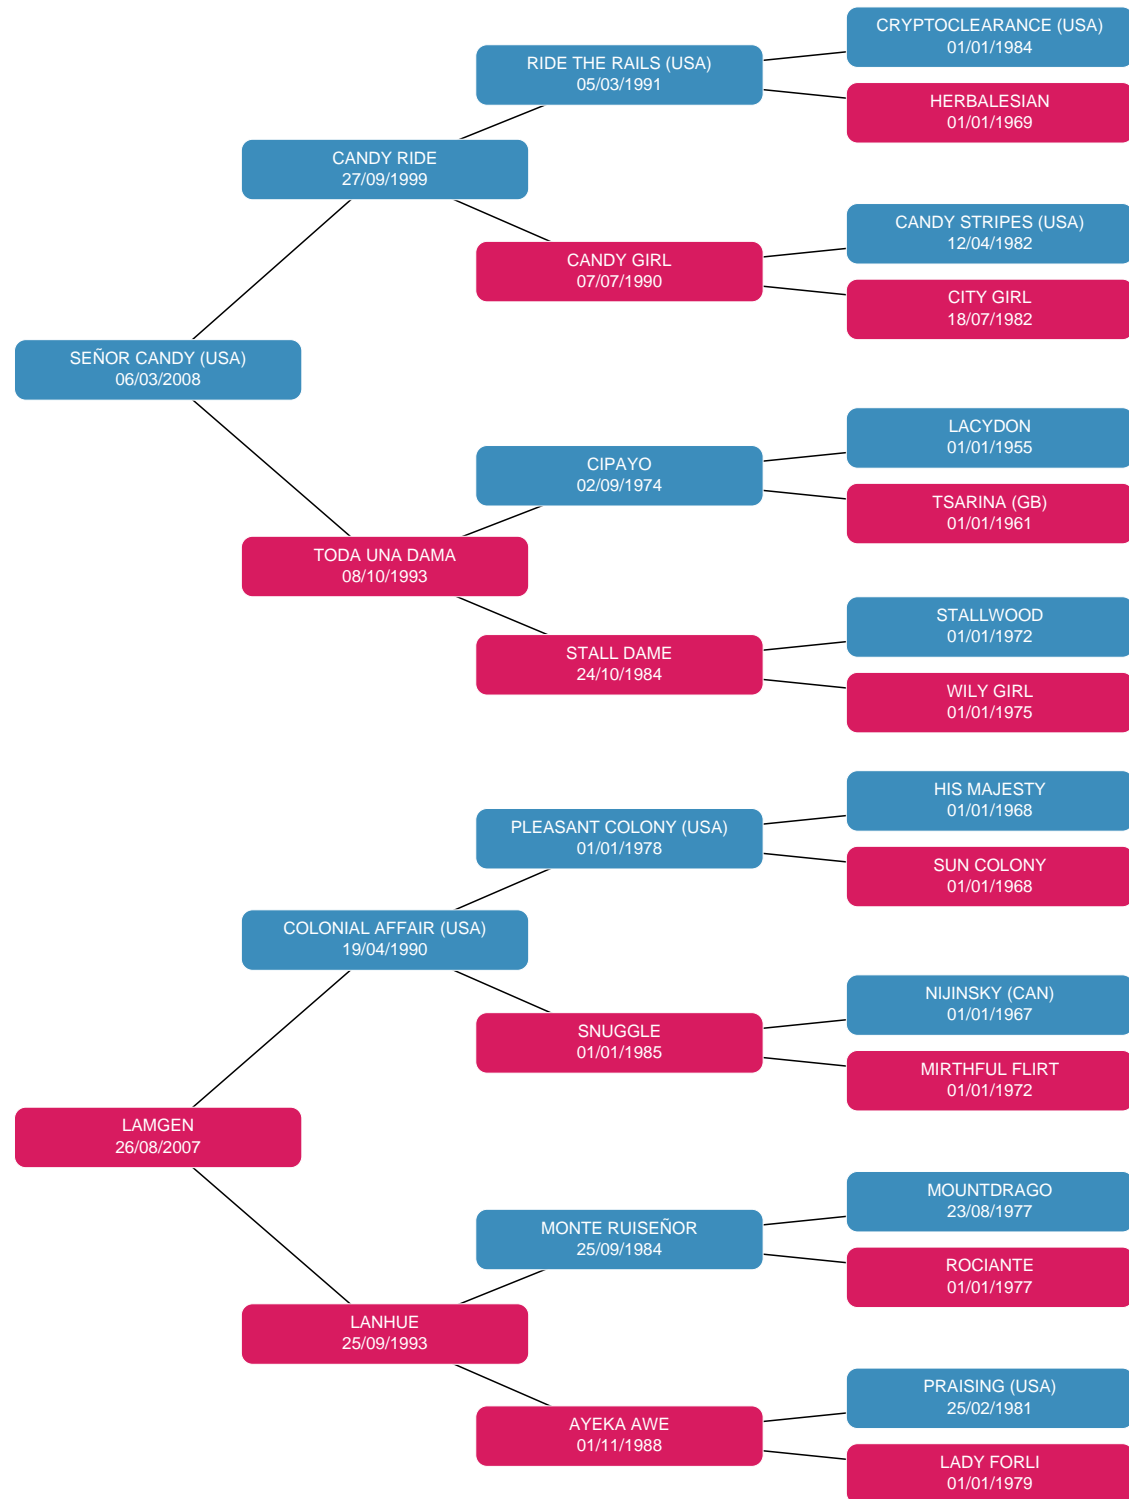 CRYPTOCLEARANCE (USA)
01/01/1984
RIDE THE RAILS (USA)
05/03/1991
HERBALESIAN
01/01/1969
CANDY RIDE
27/09/1999
CANDY STRIPES (USA)
12/04/1982
CANDY GIRL
07/07/1990
CITY GIRL
18/07/1982
SEÑOR CANDY (USA)
06/03/2008
LACYDON
01/01/1955
CIPAYO
02/09/1974
TSARINA (GB)
01/01/1961
TODA UNA DAMA
08/10/1993
STALLWOOD
01/01/1972
STALL DAME
24/10/1984
WILY GIRL
01/01/1975
HIS MAJESTY
01/01/1968
PLEASANT COLONY (USA)
01/01/1978
SUN COLONY
01/01/1968
COLONIAL AFFAIR (USA)
19/04/1990
NIJINSKY (CAN)
01/01/1967
SNUGGLE
01/01/1985
MIRTHFUL FLIRT
01/01/1972
LAMGEN
26/08/2007
MOUNTDRAGO
23/08/1977
MONTE RUISEÑOR
25/09/1984
ROCIANTE
01/01/1977
LANHUE
25/09/1993
PRAISING (USA)
25/02/1981
AYEKA AWE
01/11/1988
LADY FORLI
01/01/1979